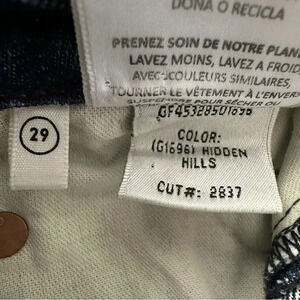 DONA O RECICLA
PRENEZ SOIN DE NOTRE PLAN
LAVEZ MOINS, LAVEZ A FROID,
AVEC COULEURS SIMILAIRES,
TOURNER LE VÊTEMENT À L'ENVERS
SUSPENDRE POUR SÉCHER OU
29
COLOR:
(G1696) HIDDEN
HILLS
CUT#: 2837